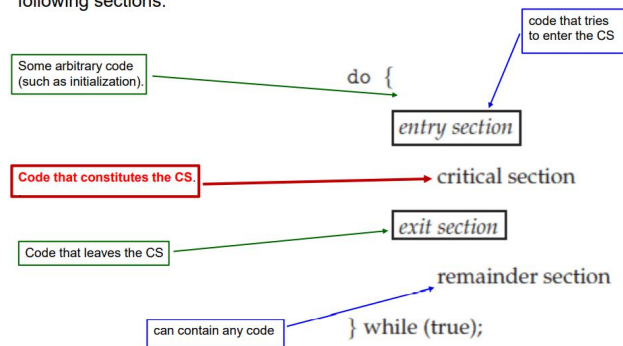 following sections:
code that tries
to enter the CS
Some arbitrary code
(such as initialization).
do {
entry section
Code that constitutes the CS.
critical section
exit section
Code that leaves the CS
remainder section
can contain any code
} while (true);